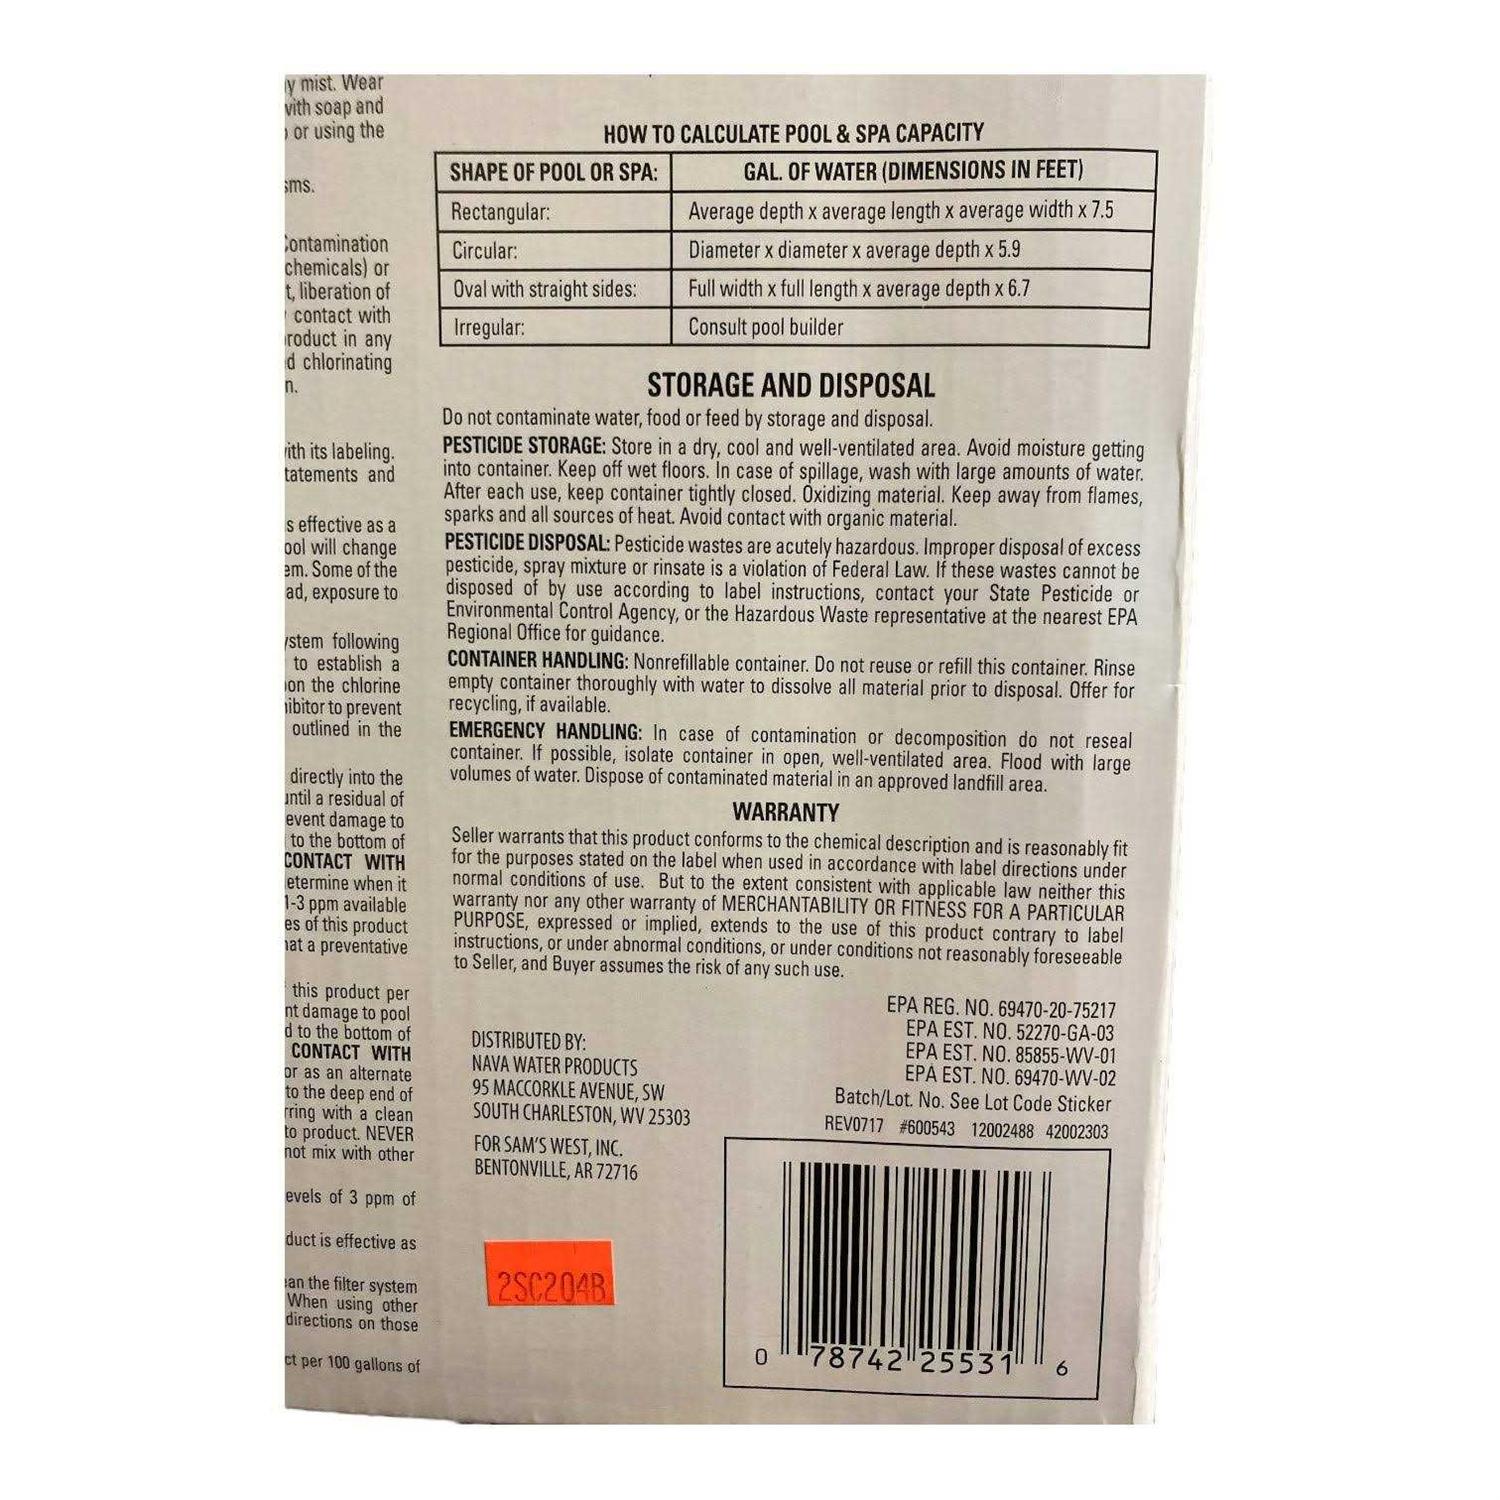 y mist. Wear
with soap and
or using the
sms.
Contamination
chemicals) or
t, liberation of
contact with
roduct in any
d chlorinating
n.
ith its labeling.
tatements and
s effective as a
ool will change
em. Some of the
ad, exposure to
ystem following
to establish a
on the chlorine
ibitor to prevent
outlined in the
directly into the
until a residual of
event damage to
to the bottom of
CONTACT WITH
etermine when it
1-3 ppm available
es of this product
hat a preventative
this product per
nt damage to pool
d to the bottom of
CONTACT WITH
or as an alternate
to the deep end of
rring with a clean
to product. NEVER
not mix with other
evels of 3 ppm of
duct is effective as
ean the filter system
When using other
directions on those
ct per 100 gallons of
HOW TO CALCULATE POOL & SPA CAPACITY
SHAPE OF POOL OR SPA: GAL. OF WATER (DIMENSIONS IN FEET)
Rectangular: Average depth x average length x average width x 7.5
Circular: Diameter x diameter x average depth x 5.9
Oval with straight sides: Full width x full length x average depth x 6.7
Irregular: Consult pool builder
STORAGE AND DISPOSAL
Do not contaminate water, food or feed by storage and disposal.
PESTICIDE STORAGE: Store in a dry, cool and well-ventilated area. Avoid moisture getting
into container. Keep off wet floors. In case of spillage, wash with large amounts of water.
After each use, keep container tightly closed. Oxidizing material. Keep away from flames,
sparks and all sources of heat. Avoid contact with organic material.
PESTICIDE DISPOSAL: Pesticide wastes are acutely hazardous. Improper disposal of excess
pesticide, spray mixture or rinsate is a violation of Federal Law. If these wastes cannot be
disposed of by use according to label instructions, contact your State Pesticide or
Environmental Control Agency, or the Hazardous Waste representative at the nearest EPA
Regional Office for guidance.
CONTAINER HANDLING: Nonrefillable container. Do not reuse or refill this container. Rinse
empty container thoroughly with water to dissolve all material prior to disposal. Offer for
recycling, if available.
EMERGENCY HANDLING: In case of contamination or decomposition do not reseal
container. If possible, isolate container in open, well-ventilated area. Flood with large
volumes of water. Dispose of contaminated material in an approved landfill area.
WARRANTY
Seller warrants that this product conforms to the chemical description and is reasonably fit
for the purposes stated on the label when used in accordance with label directions under
normal conditions of use. But to the extent consistent with applicable law neither this
warranty nor any other warranty of MERCHANTABILITY OR FITNESS FOR A PARTICULAR
PURPOSE, expressed or implied, extends to the use of this product contrary to label
instructions, or under abnormal conditions, or under conditions not reasonably foreseeable
to Seller, and Buyer assumes the risk of any such use.
EPA REG. NO. 69470-20-75217
EPA EST. NO. 52270-GA-03
EPA EST. NO. 85855-WV-01
EPA EST. NO. 69470-WV-02
Batch/Lot. No. See Lot Code Sticker
REV0717 #600543 12002488 42002303
DISTRIBUTED BY:
NAVA WATER PRODUCTS
95 MACCORKLE AVENUE, SW
SOUTH CHARLESTON, WV 25303
FOR SAM'S WEST, INC.
BENTONVILLE, AR 72716
2SC204B
0 78742 25531 6